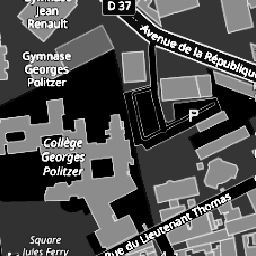 Gymnase
Jean
Renault
D 37
Avenue de la République
Gymnase
Georges
Politzer
P
Collège
Georges
Politzer
Rue du Lieutenant Thomas
Square
Jules Ferry